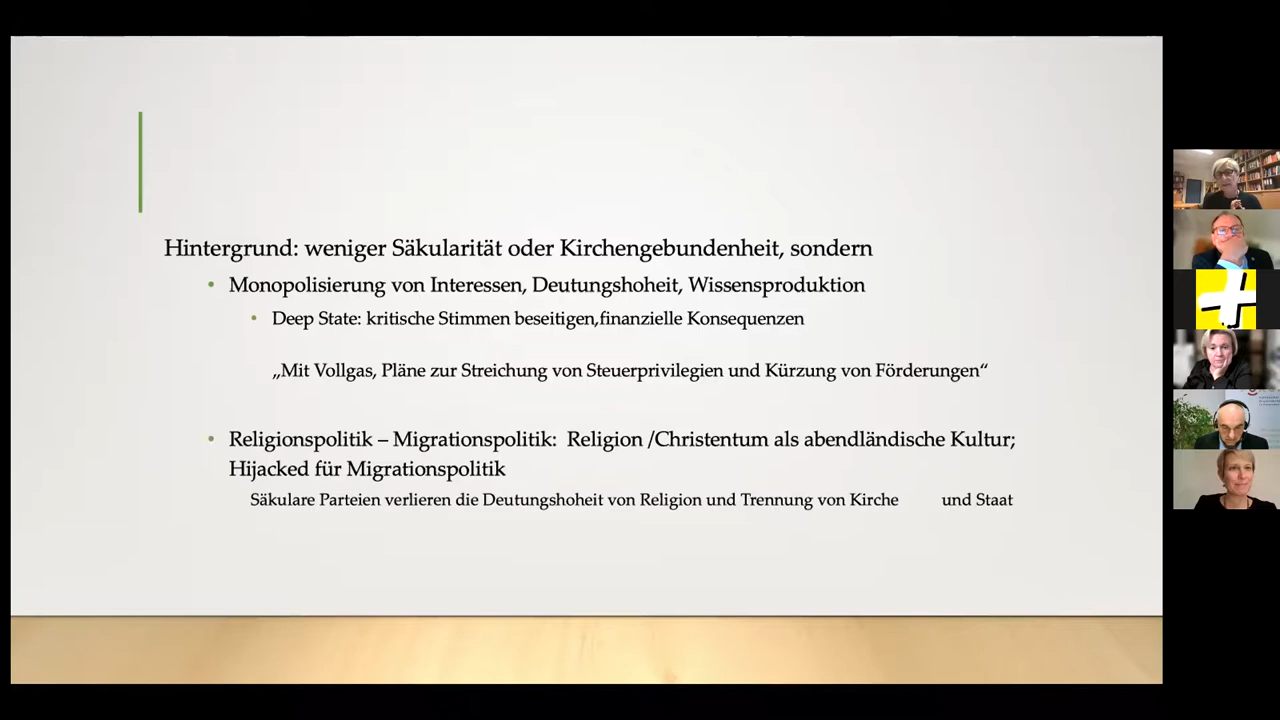 Hintergrund: weniger Säkularität oder Kirchengebundenheit, sondern
Monopolisierung von Interessen, Deutungshoheit, Wissensproduktion
Deep State: kritische Stimmen beseitigen,finanzielle Konsequenzen
„Mit Vollgas, Pläne zur Streichung von Steuerprivilegien und Kürzung von Förderungen“
Religionspolitik – Migrationspolitik: Religion /Christentum als abendländische Kultur;
Hijacked für Migrationspolitik
Säkulare Parteien verlieren die Deutungshoheit von Religion und Trennung von Kirche und Staat